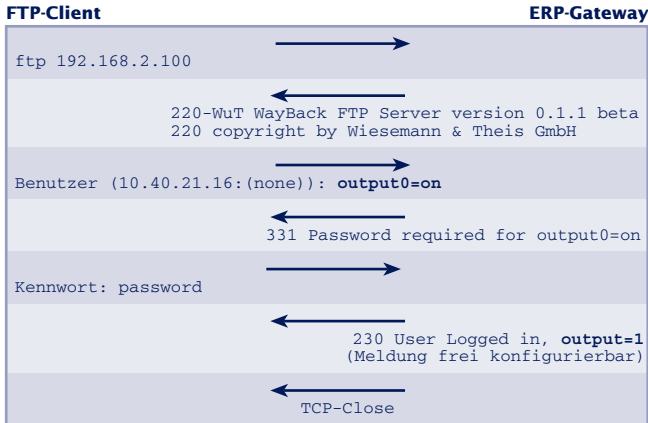 FTP-Client ERP-Gateway
ftp 192.168.2.100
220-WuT WayBack FTP Server version 0.1.1 beta
220 copyright by Wiesemann & Theis GmbH
Benutzer (10.40.21.16:(none)): output0=on
331 Password required for output0=on
Kennwort: password
230 User Logged in, output=1
(Meldung frei konfigurierbar)
TCP-Close